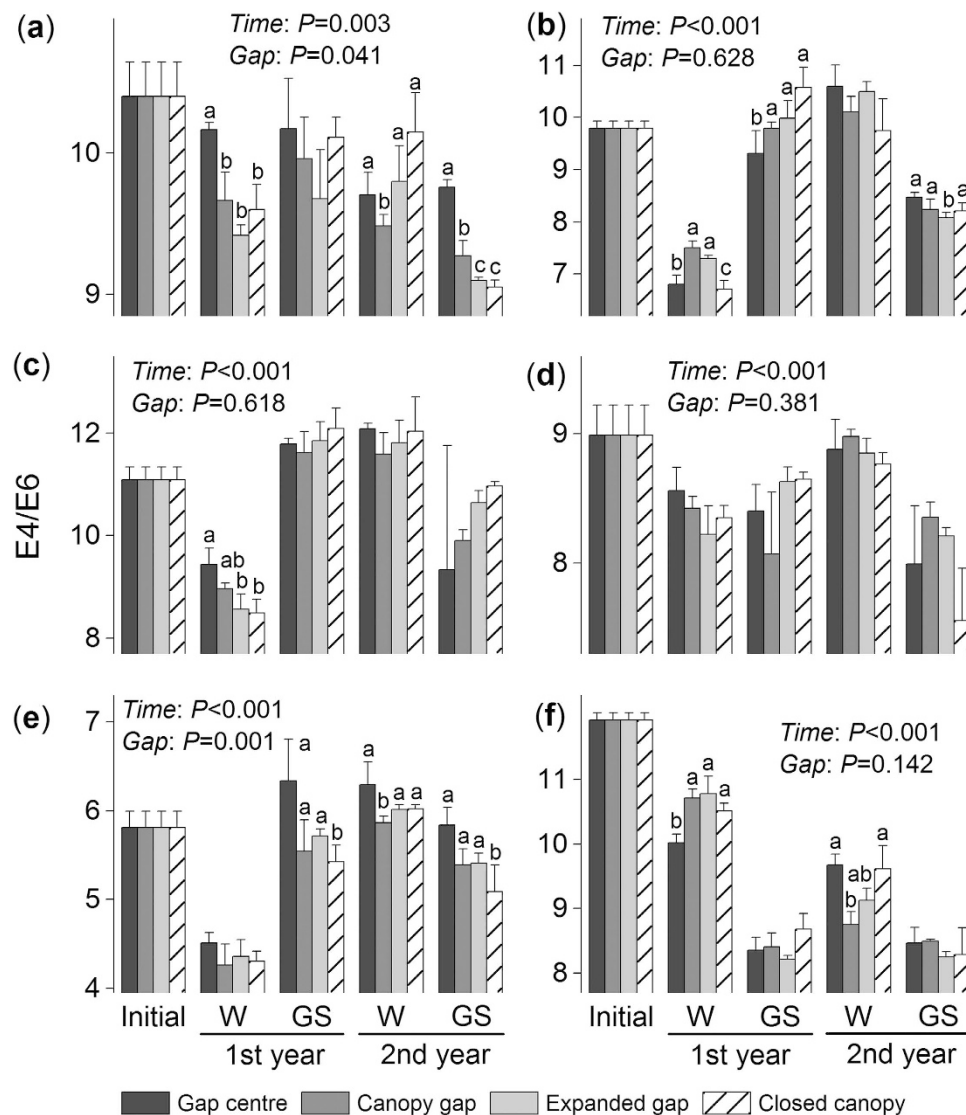 (a)
Time: P=0.003
Gap: P=0.041
10
9
a
b
b
b
a
b
a
a
a
b
c
c
(b)
Time: P<0.001
Gap: P=0.628
11
10
9
8
7
b
a
a
c
b
a
a
a
a
a
b
a
(c)
Time: P<0.001
Gap: P=0.618
12
10
8
a
ab
b
b
(d)
Time: P<0.001
Gap: P=0.381
9
8
E4/E6
(e)
Time: P<0.001
Gap: P=0.001
7
6
5
4
a
a
a
b
a
b
a
a
a
a
a
b
(f)
Time: P<0.001
Gap: P=0.142
11
10
9
8
b
a
a
a
a
b
ab
a
Initial W GS W GS
1st year 2nd year
Initial W GS W GS
1st year 2nd year
Gap centre Canopy gap Expanded gap Closed canopy